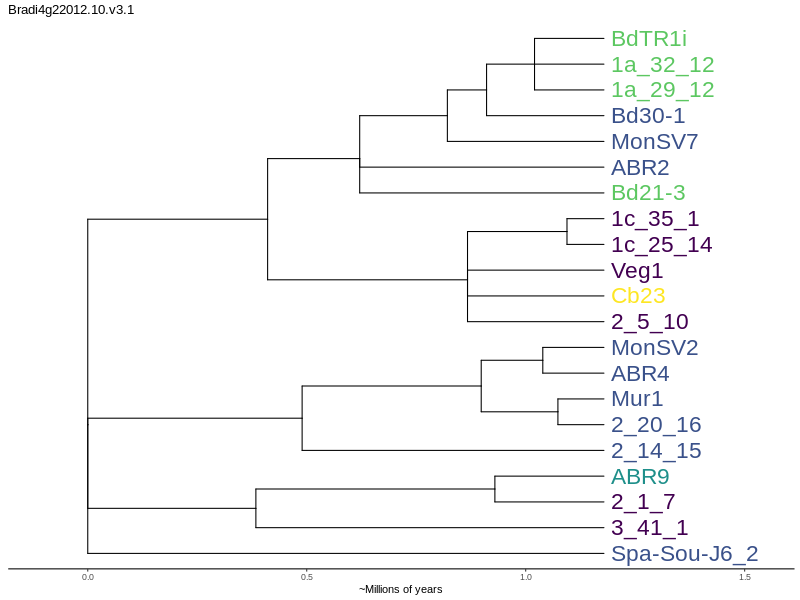 Bradi4g22012.10.v3.1
BdTR1i
1a_32_12
1a_29_12
Bd30-1
MonSV7
ABR2
Bd21-3
1c_35_1
1c_25_14
Veg1
Cb23
2_5_10
MonSV2
ABR4
Mur1
2_20_16
2_14_15
ABR9
2_1_7
3_41_1
Spa-Sou-J6_2
0.0 0.5 1.0 1.5
~Millions of years